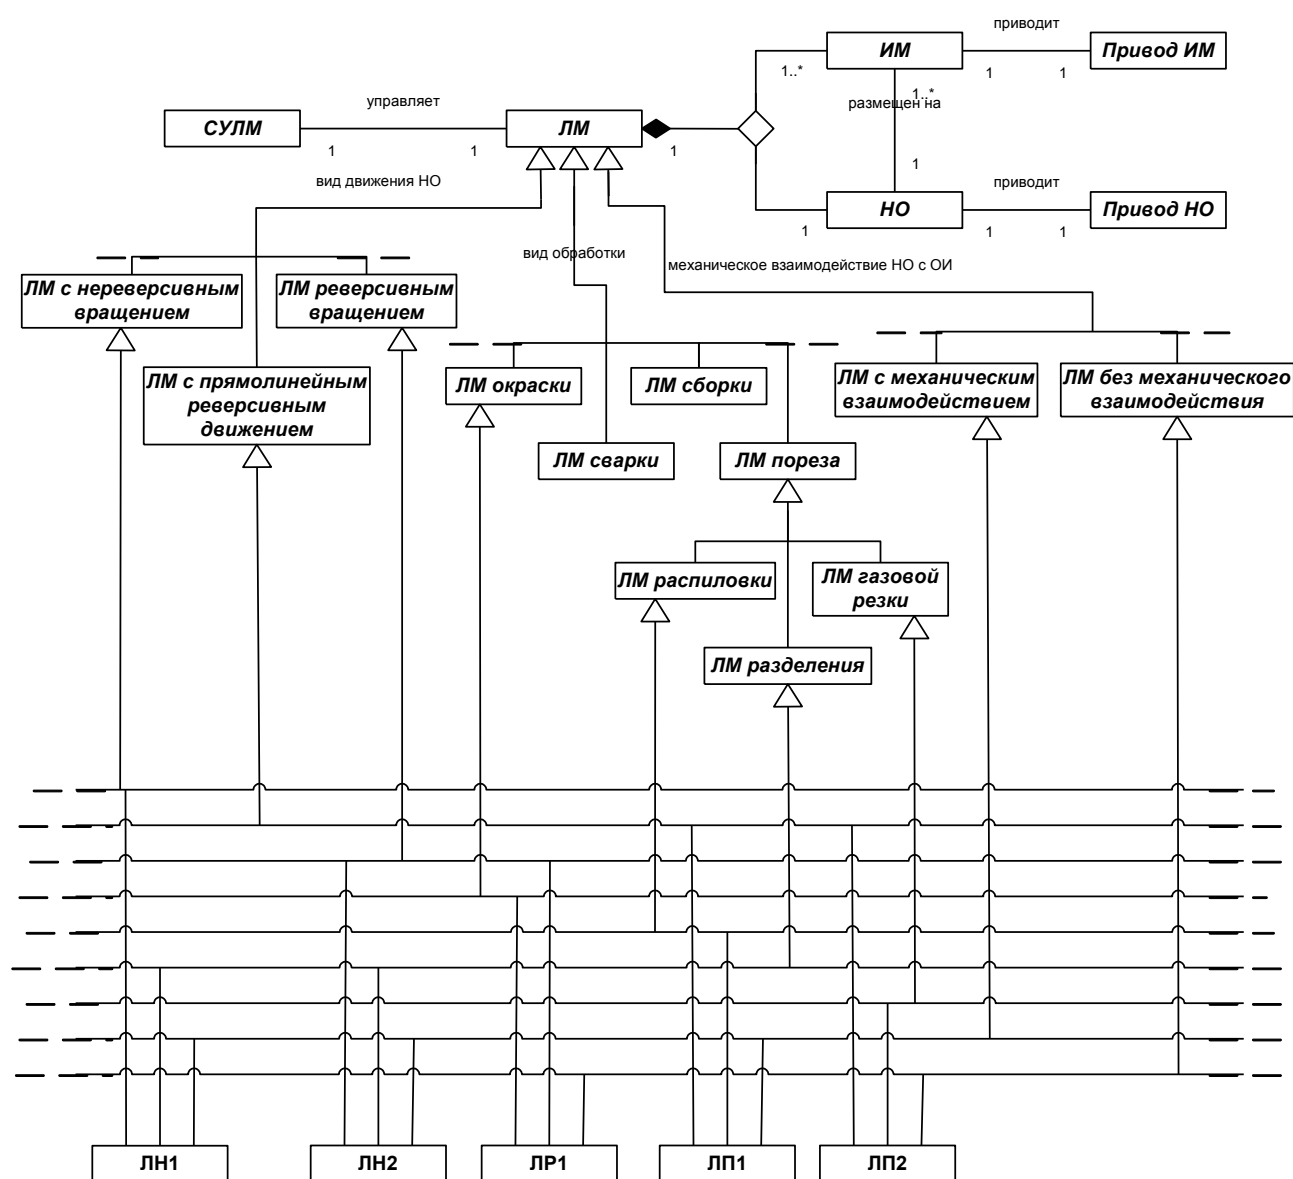 приводит
ИМ
Привод ИМ
1..*
1
1
1..*
размещен на
управляет
СУЛМ
ЛМ
1
1
1
1
вид движения НО
приводит
НО
Привод НО
1
1
1
вид обработки
механическое взаимодействие НО с ОИ
ЛМ с нереверсивным
вращением
ЛМ реверсивным
вращением
ЛМ с прямолинейным
реверсивным
движением
ЛМ окраски
ЛМ сборки
ЛМ с механическим
взаимодействием
ЛМ без механического
взаимодействия
ЛМ сварки
ЛМ пореза
ЛМ распиловки
ЛМ газовой
резки
ЛМ разделения
ЛН1
ЛН2
ЛР1
ЛП1
ЛП2